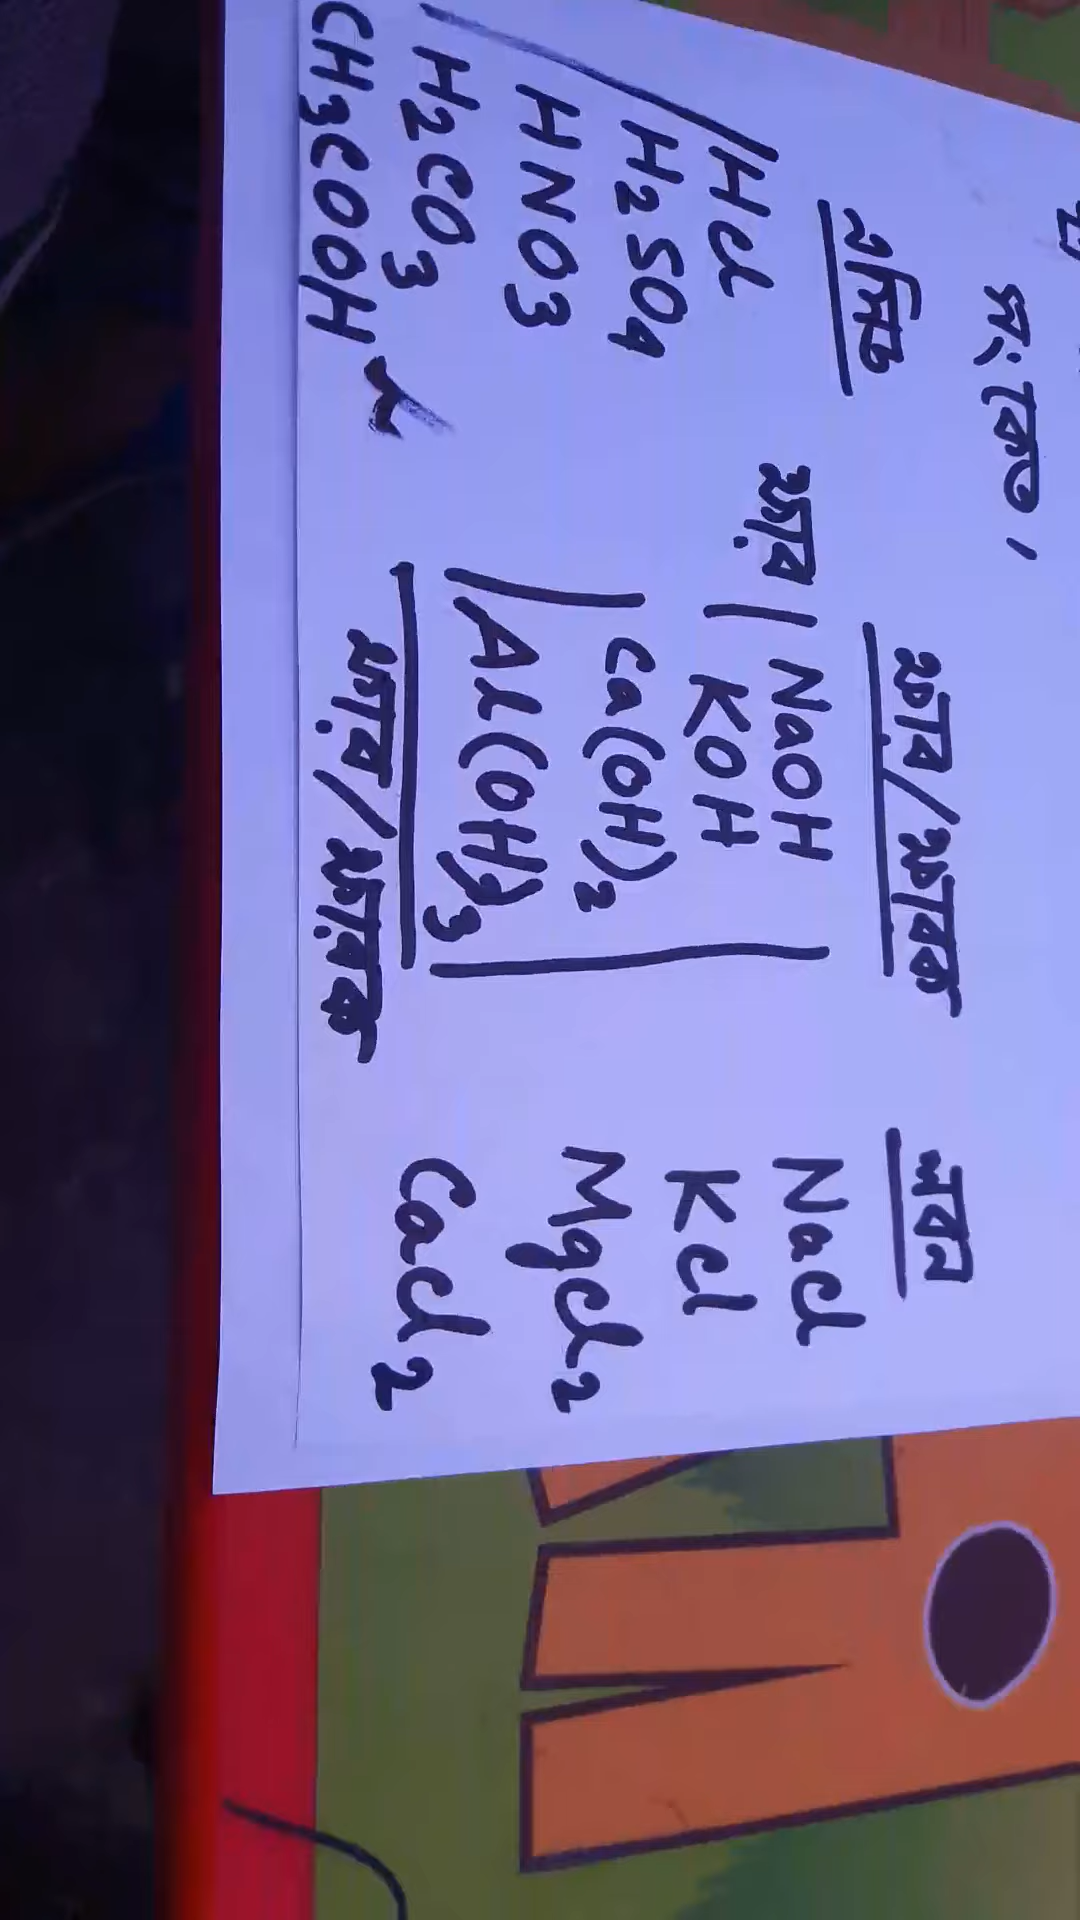 সংকেত,
এসিড
ক্ষার/ক্ষারক
লবন
HCl
ক্ষার | NaOH
NaCl
H2SO4
KOH
KCl
HNO3
Ca(OH)2
MgCl2
H2CO3
Al(OH)3
CaCl2
CH3COOH
ক্ষার/ক্ষারক